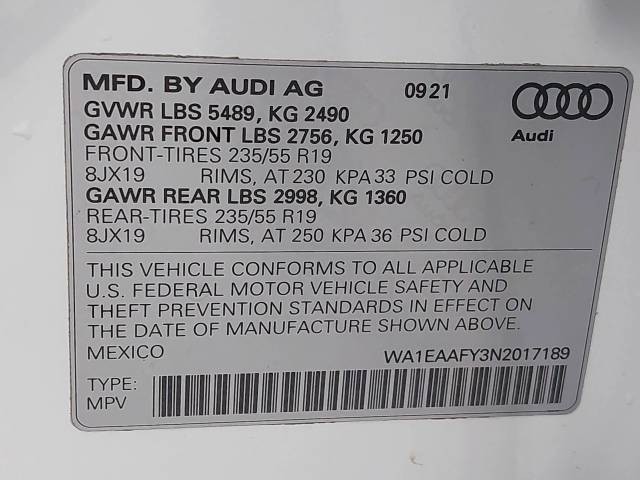 MFD. BY AUDI AG 0921
GVWR LBS 5489, KG 2490
GAWR FRONT LBS 2756, KG 1250
Audi
FRONT-TIRES 235/55 R19
8JX19 RIMS, AT 230 KPA 33 PSI COLD
GAWR REAR LBS 2998, KG 1360
REAR-TIRES 235/55 R19
8JX19 RIMS, AT 250 KPA 36 PSI COLD
THIS VEHICLE CONFORMS TO ALL APPLICABLE
U.S. FEDERAL MOTOR VEHICLE SAFETY AND
THEFT PREVENTION STANDARDS IN EFFECT ON
THE DATE OF MANUFACTURE SHOWN ABOVE.
MEXICO WA1EAAFY3N2017189
TYPE:
MPV